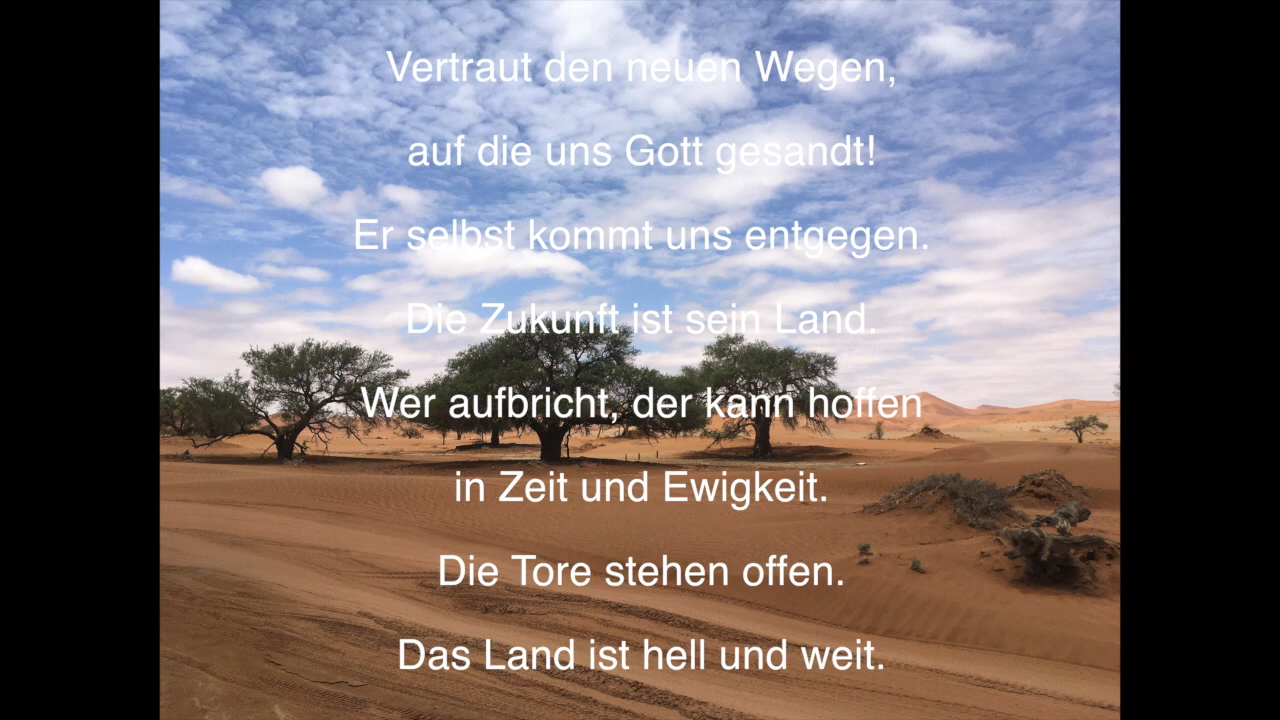 Vertraut den neuen Wegen,
auf die uns Gott gesandt!
Er selbst kommt uns entgegen.
Die Zukunft ist sein Land.
Wer aufbricht, der kann hoffen
in Zeit und Ewigkeit.
Die Tore stehen offen.
Das Land ist hell und weit.